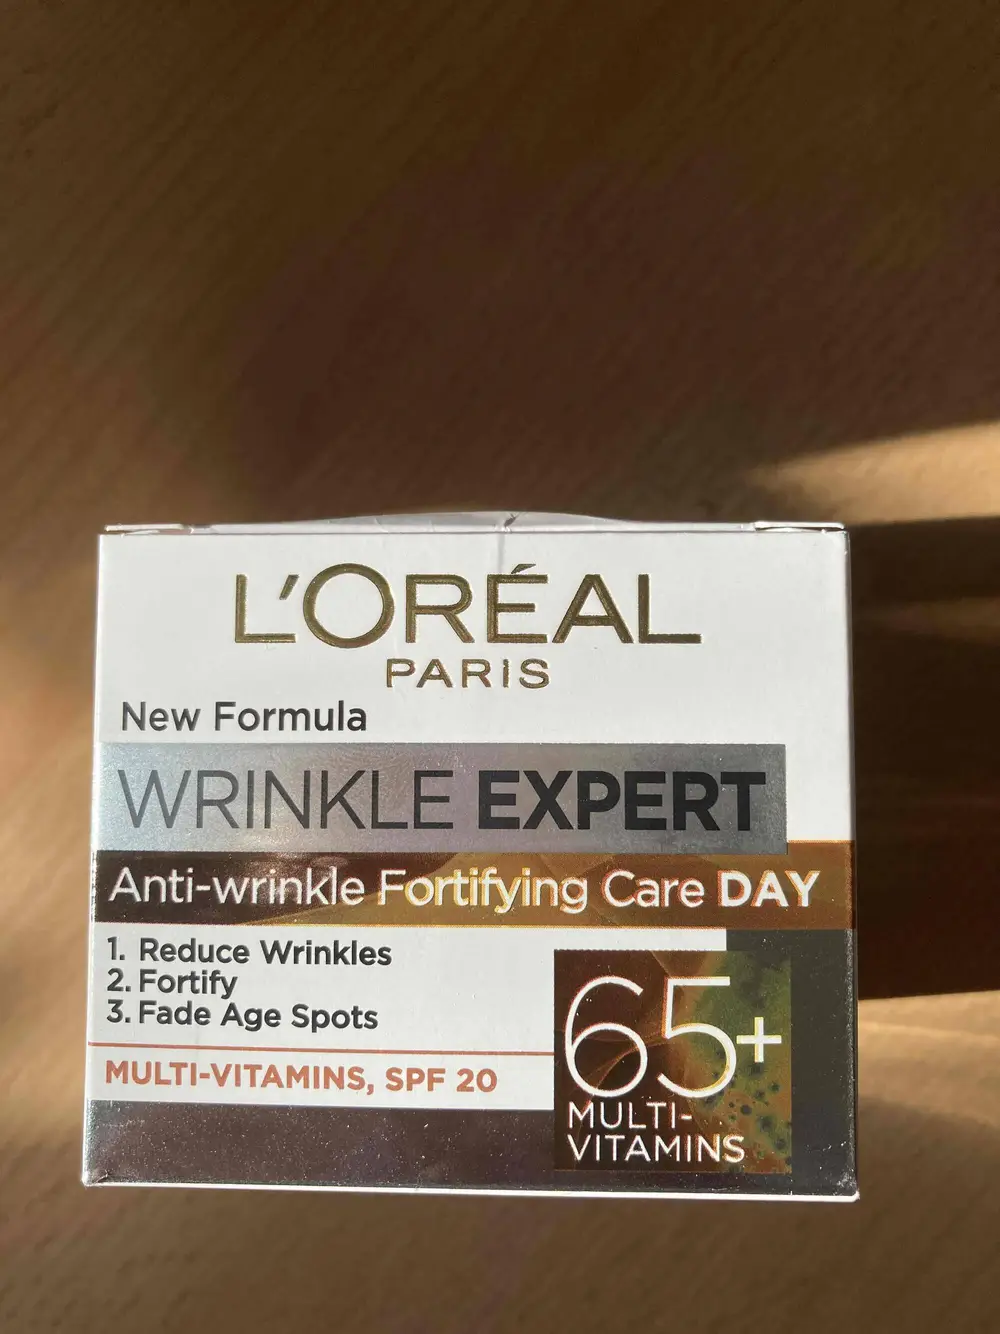 L'ORÉAL
PARIS
New Formula
WRINKLE EXPERT
Anti-wrinkle Fortifying Care DAY
1. Reduce Wrinkles
2. Fortify
3. Fade Age Spots
MULTI-VITAMINS, SPF 20
65+
MULTI-
VITAMINS